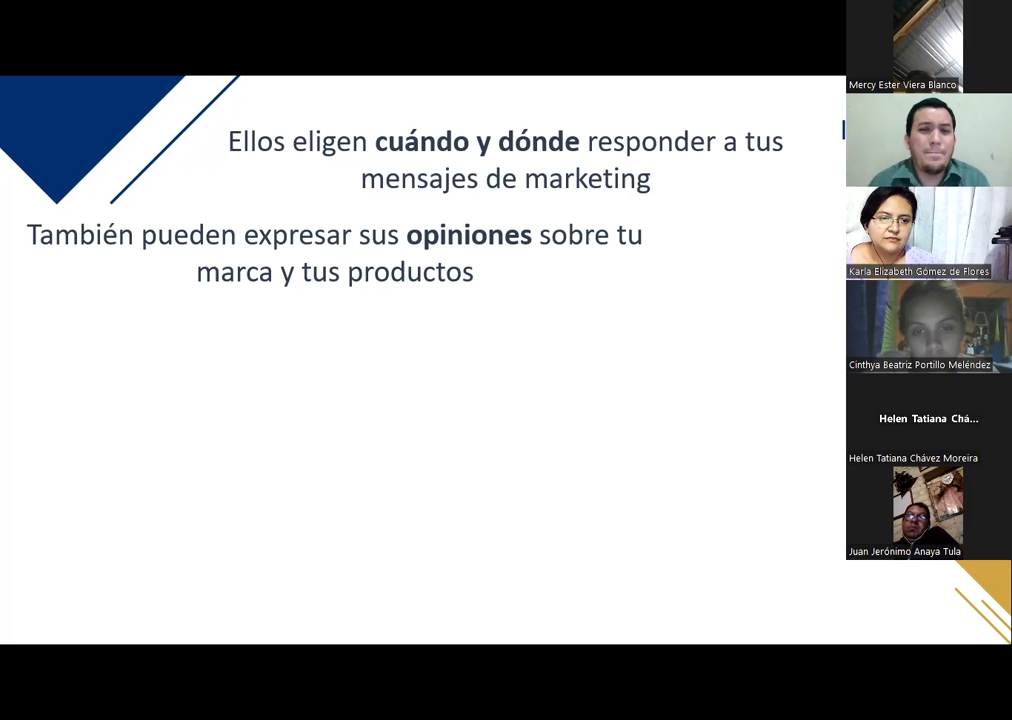 Ellos eligen cuándo y dónde responder a tus
mensajes de marketing
También pueden expresar sus opiniones sobre tu
marca y tus productos
Mercy Ester Viera Blanco
Karla Elizabeth Gómez de Flores
Cinthya Beatriz Portillo Meléndez
Helen Tatiana Chá...
Helen Tatiana Chávez Moreira
Juan Jerónimo Anaya Tula